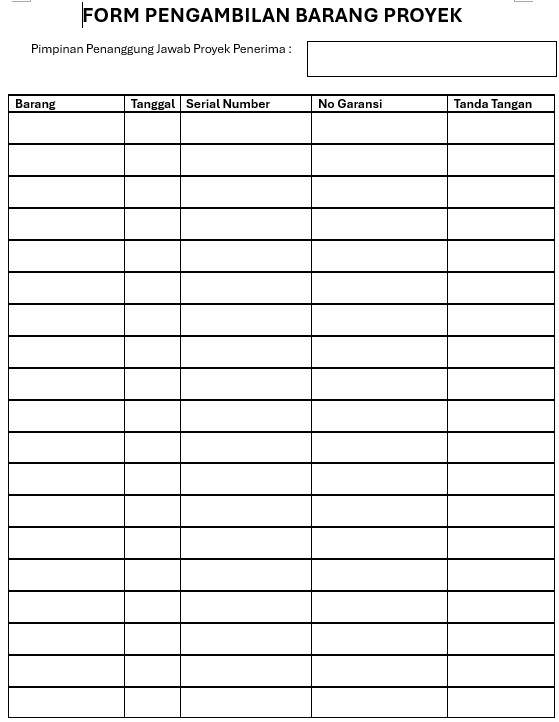 FORM PENGAMBILAN BARANG PROYEK
Pimpinan Penanggung Jawab Proyek Penerima :
Barang Tanggal Serial Number No Garansi Tanda Tangan